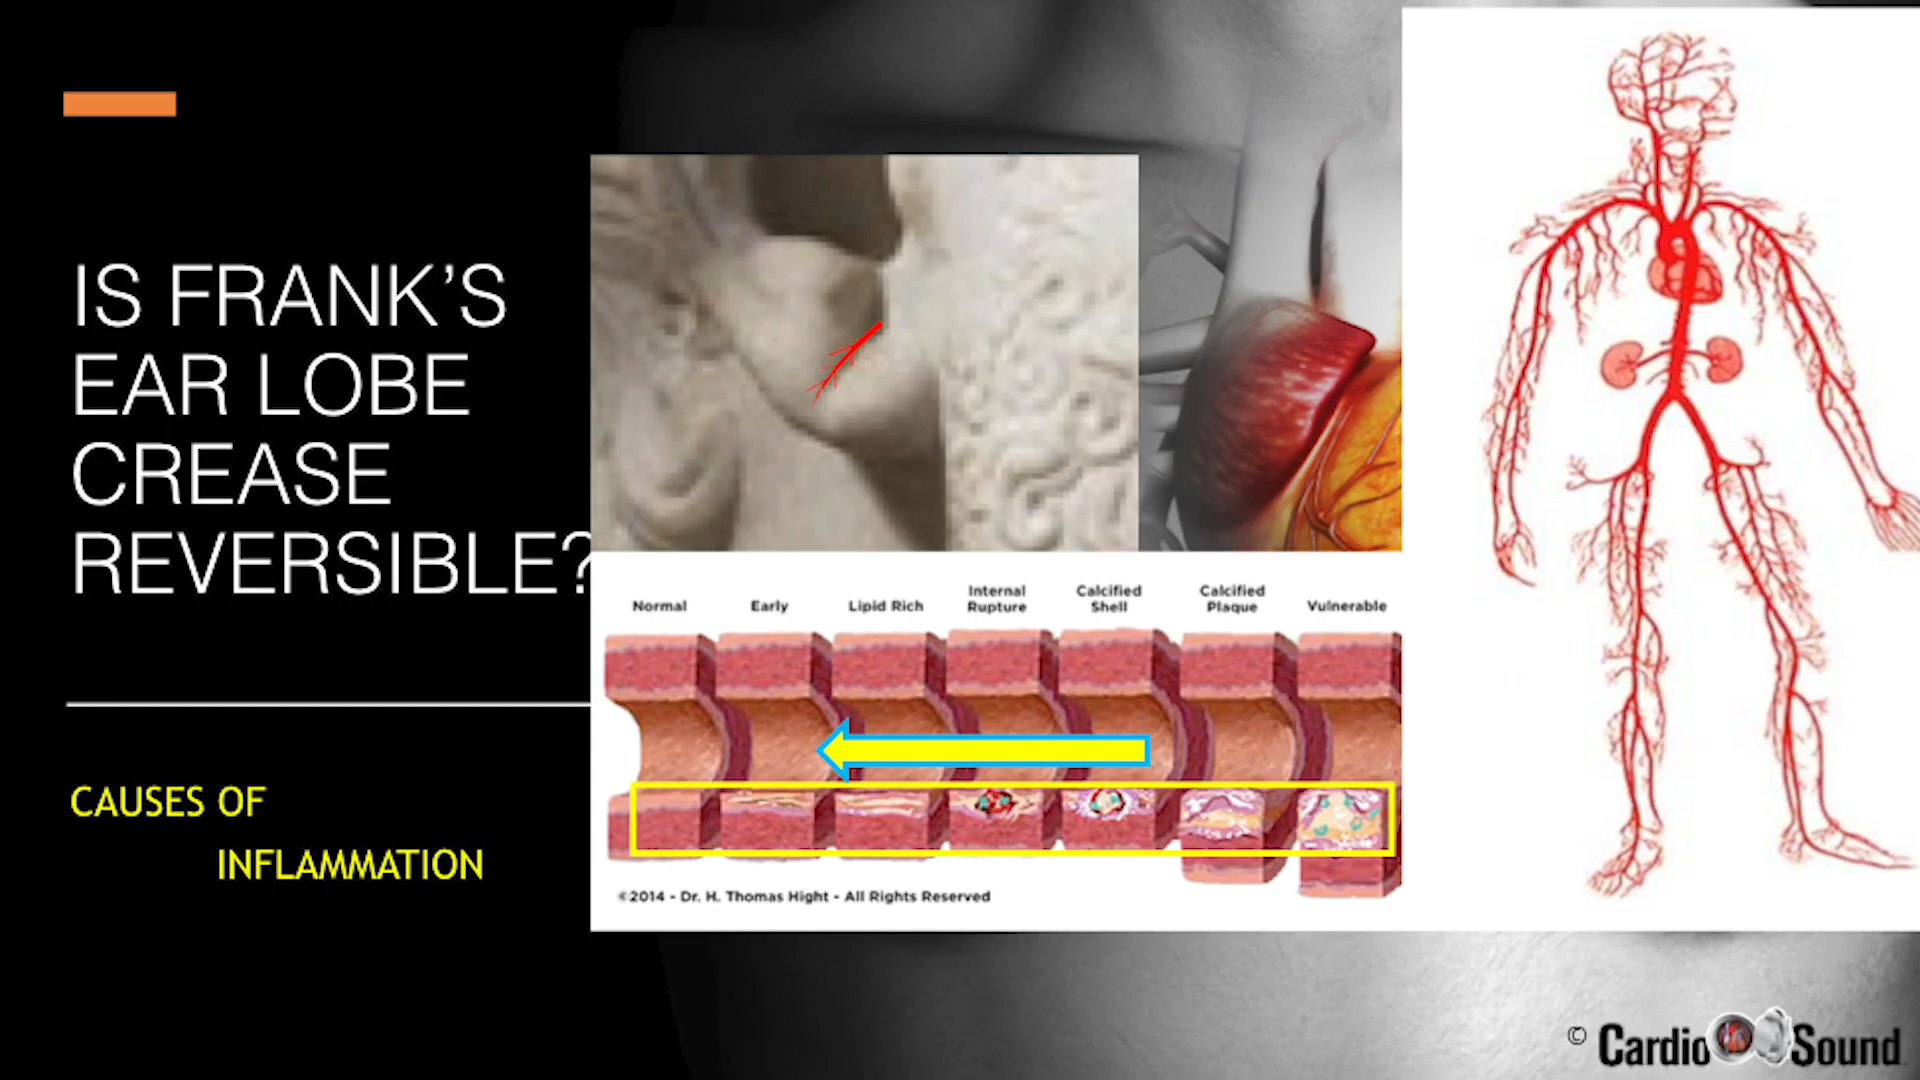 IS FRANK’S
EAR LOBE
CREASE
REVERSIBLE?
CAUSES OF
INFLAMMATION
Normal
Early
Lipid Rich
Internal
Rupture
Calcified
Shell
Calcified
Plaque
Vulnerable
©2014 - Dr. H. Thomas Hight - All Rights Reserved
© Cardio Sound